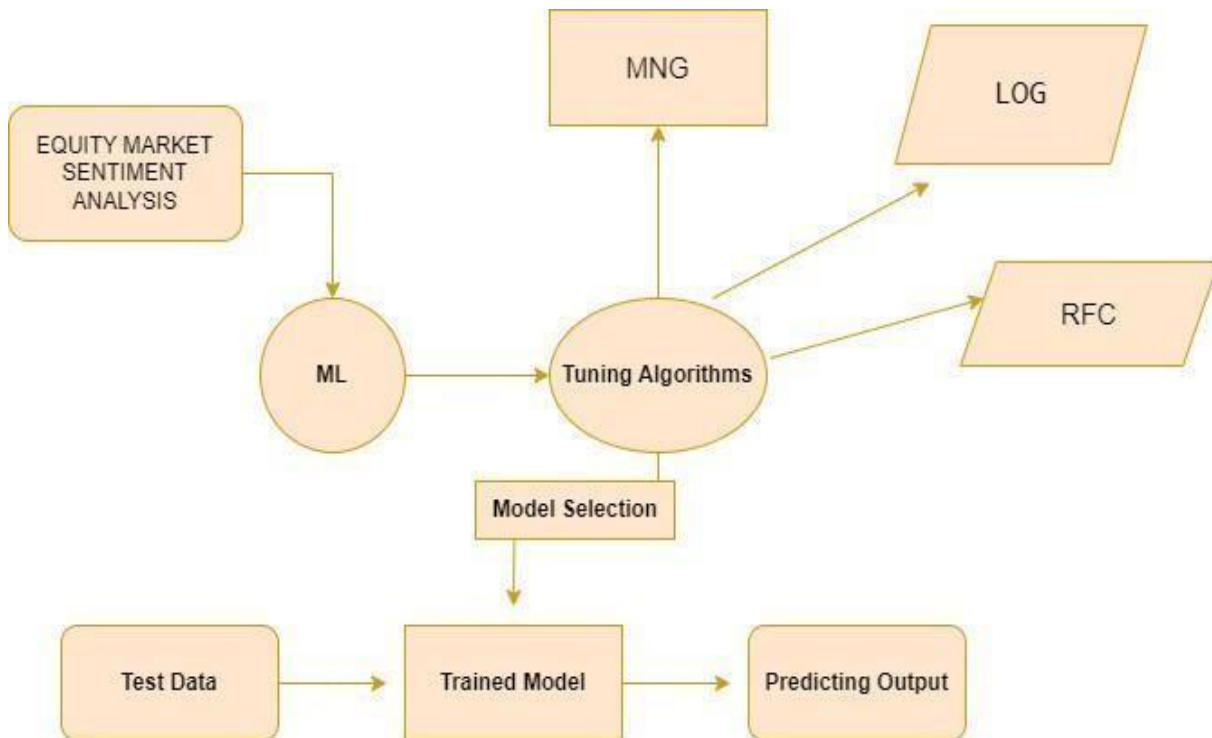 MNG
LOG
EQUITY MARKET
SENTIMENT
ANALYSIS
RFC
ML
Tuning Algorithms
Model Selection
Test Data
Trained Model
Predicting Output